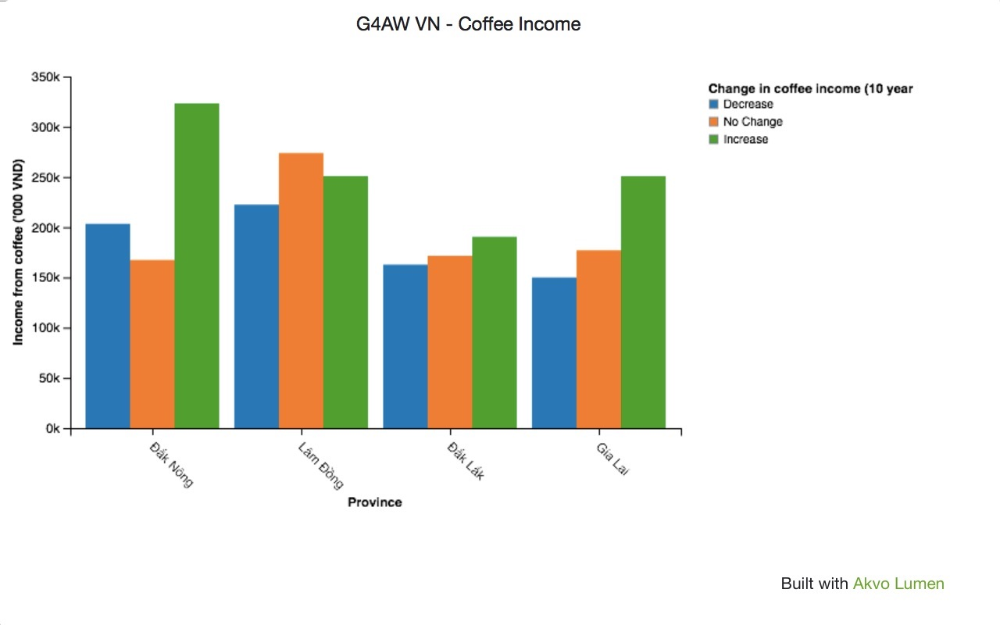 G4AW VN - Coffee Income
350k
300k
250k
200k
150k
100k
50k
0k
Income from coffee ('000 VND)
Đắk Nông
Lâm Đồng
Đắk Lắk
Gia Lai
Province
Change in coffee income (10 year
Decrease
No Change
Increase
Built with Akvo Lumen